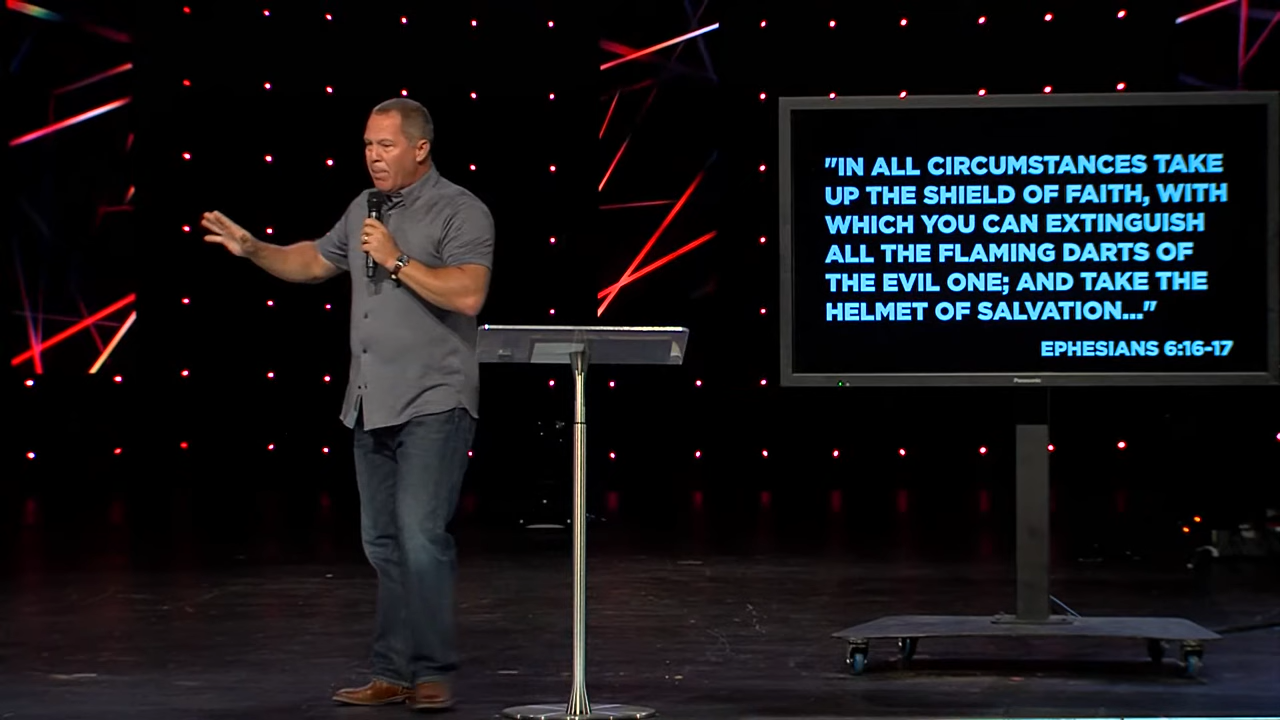 "IN ALL CIRCUMSTANCES TAKE
UP THE SHIELD OF FAITH, WITH
WHICH YOU CAN EXTINGUISH
ALL THE FLAMING DARTS OF
THE EVIL ONE; AND TAKE THE
HELMET OF SALVATION..."
EPHESIANS 6:16-17
Panasonic